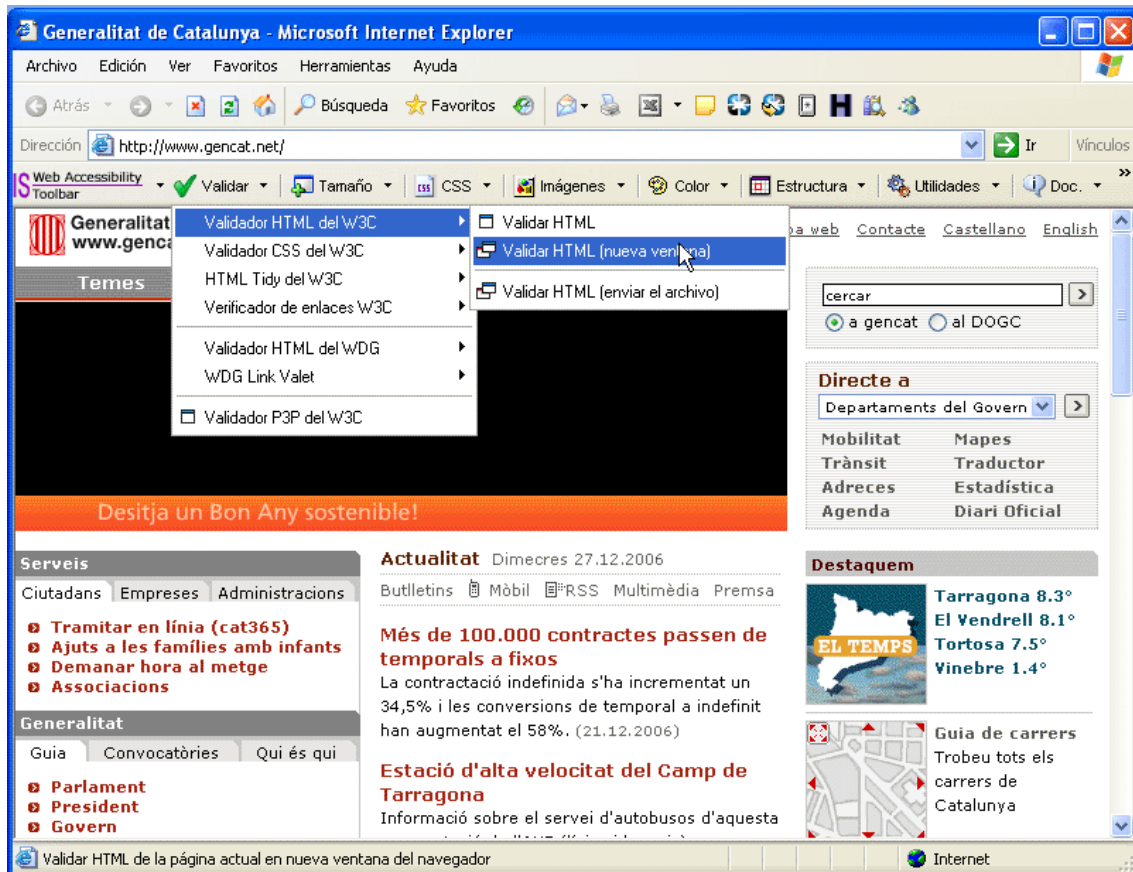 Generalitat de Catalunya - Microsoft Internet Explorer
Archivo Edición Ver Favoritos Herramientas Ayuda
Atrás Búsqueda Favoritos
Dirección http://www.gencat.net/ Ir Vínculos
Web Accessibility Toolbar Validar Tamaño CSS Imágenes Color Estructura Utilidades Doc. »
Validador HTML del W3C
Validador CSS del W3C
HTML Tidy del W3C
Verificador de enlaces W3C
Validador HTML del WDG
WDG Link Valet
Validador P3P del W3C
Validar HTML
Validar HTML (nueva ventana)
Validar HTML (enviar el archivo)
Generalitat
web Contacte Castellano English
Temes
cercar
a gencat al DOGC
Directe a
Departaments del Govern
Mobilitat Mapes
Trànsit Traductor
Adreces Estadística
Agenda Diari Oficial
Desitja un Bon Any sostenible!
Serveis
Ciutadans Empreses Administracions
Tramitar en línia (cat365)
Ajuts a les famílies amb infants
Demanar hora al metge
Associacions
Generalitat
Guia Convocatòries Qui és qui
Parlament
President
Govern
Actualitat Dimecres 27.12.2006
Butlletins Mòbil RSS Multimèdia Premsa
Més de 100.000 contractes passen de
temporals a fixos
La contractació indefinida s'ha incrementat un
34,5% i les conversions de temporal a indefinit
han augmentat el 58%. (21.12.2006)
Estació d'alta velocitat del Camp de
Tarragona
Informació sobre el servei d'autobusos d'aquesta
Destaquem
EL TEMPS
Tarragona 8.3°
El Vendrell 8.1°
Tortosa 7.5°
Vinebre 1.4°
Guia de carrers
Trobeu tots els
carrers de
Catalunya
Validar HTML de la página actual en nueva ventana del navegador
Internet